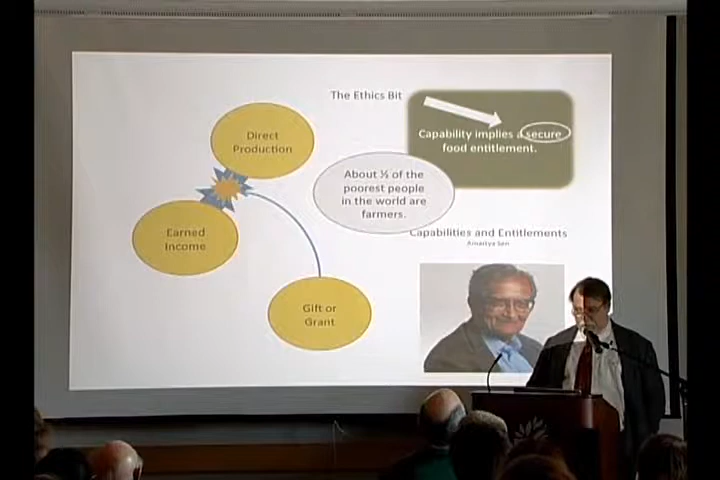 The Ethics Bit
Direct
Production
Capability implies a secure
food entitlement.
About ½ of the
poorest people
in the world are
farmers.
Earned
Income
Capabilities and Entitlements
Amartya Sen
Gift or
Grant